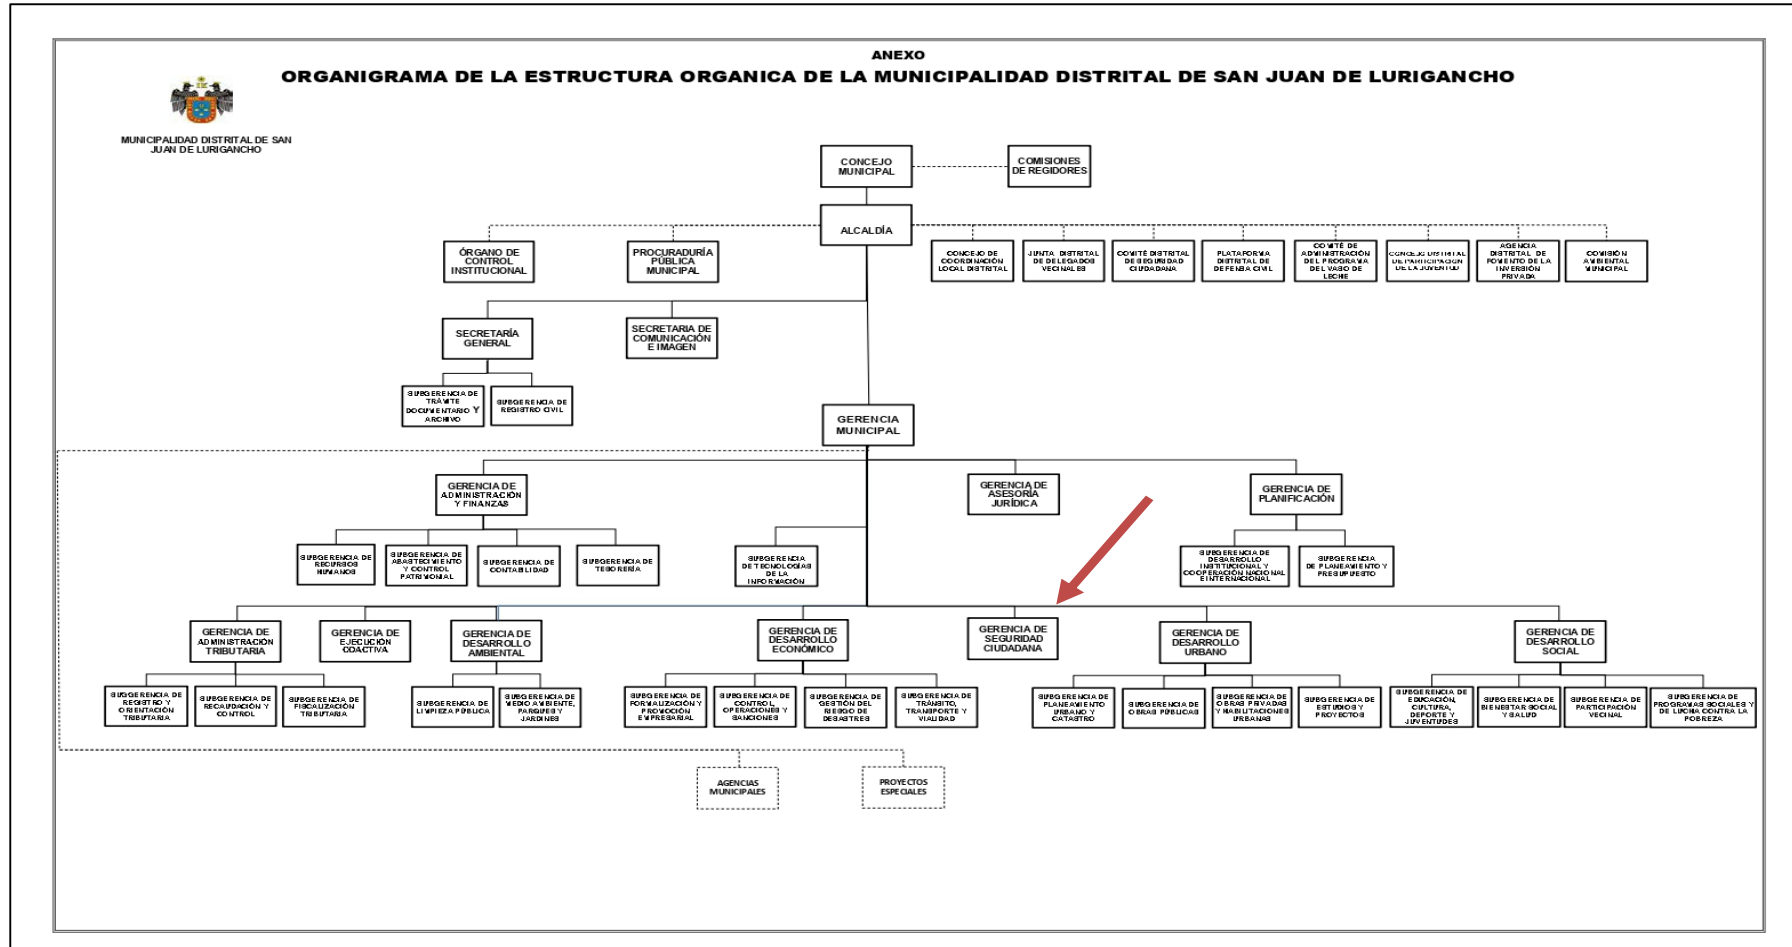 ANEXO
ORGANIGRAMA DE LA ESTRUCTURA ORGANICA DE LA MUNICIPALIDAD DISTRITAL DE SAN JUAN DE LURIGANCHO
MUNICIPALIDAD DISTRITAL DE SAN
JUAN DE LURIGANCHO
CONCEJO
MUNICIPAL
COMISIONES
DE REGIDORES
ALCALDÍA
ÓRGANO DE
CONTROL
INSTITUCIONAL
PROCURADURÍA
PÚBLICA
MUNICIPAL
CONCEJO DE
COORDINACIÓN
LOCAL DISTRITAL
JUNTA DISTRITAL
DE DELEGADOS
VECINALES
COMITÉ DISTRITAL
DE SEGURIDAD
CIUDADANA
PLATAFORMA
DISTRITAL DE
DEFENSA CIVIL
COMITÉ DE
ADMINISTRACIÓN
DEL PROGRAMA
DEL VASO DE
LECHE
CONCEJO DISTRITAL
DE PARTICIPACIÓN
DE LA JUVENTUD
AGENCIA
DISTRITAL DE
FOMENTO DE LA
INVERSIÓN
PRIVADA
COMISIÓN
AMBIENTAL
MUNICIPAL
SECRETARÍA
GENERAL
SECRETARIA DE
COMUNICACIÓN
E IMAGEN
SUBGERENCIA DE
TRÁMITE
DOCUMENTARIO Y
ARCHIVO
SUBGERENCIA DE
REGISTRO CIVIL
GERENCIA
MUNICIPAL
GERENCIA DE
ADMINISTRACIÓN
Y FINANZAS
GERENCIA DE
ASESORÍA
JURÍDICA
GERENCIA DE
PLANIFICACIÓN
SUBGERENCIA DE
RECURSOS
HUMANOS
SUBGERENCIA DE
ABASTECIMIENTO
Y CONTROL
PATRIMONIAL
SUBGERENCIA DE
CONTABILIDAD
SUBGERENCIA DE
TESORERÍA
SUBGERENCIA
DE TECNOLOGÍAS
DE LA
INFORMACIÓN
SUBGERENCIA DE
DESARROLLO
INSTITUCIONAL Y
COOPERACIÓN NACIONAL
E INTERNACIONAL
SUBGERENCIA
DE PLANEAMIENTO Y
PRESUPUESTO
GERENCIA DE
ADMINISTRACIÓN
TRIBUTARIA
GERENCIA DE
EJECUCIÓN
COACTIVA
GERENCIA DE
DESARROLLO
AMBIENTAL
GERENCIA DE
DESARROLLO
ECONÓMICO
GERENCIA DE
SEGURIDAD
CIUDADANA
GERENCIA DE
DESARROLLO
URBANO
GERENCIA DE
DESARROLLO
SOCIAL
SUBGERENCIA DE
REGISTRO Y
ORIENTACIÓN
TRIBUTARIA
SUBGERENCIA DE
RECAUDACIÓN Y
CONTROL
SUBGERENCIA DE
FISCALIZACIÓN
TRIBUTARIA
SUBGERENCIA DE
LIMPIEZA PÚBLICA
SUBGERENCIA DE
MEDIO AMBIENTE,
PARQUES Y
JARDINES
SUBGERENCIA DE
FORMALIZACIÓN Y
PROMOCIÓN
EMPRESARIAL
SUBGERENCIA DE
CONTROL,
OPERACIONES Y
SANCIONES
SUBGERENCIA DE
GESTIÓN DEL
RIESGO DE
DESASTRES
SUBGERENCIA DE
TRÁNSITO,
TRANSPORTE Y
VIALIDAD
SUBGERENCIA DE
PLANEAMIENTO
URBANO Y
CATASTRO
SUBGERENCIA DE
OBRAS PÚBLICAS
SUBGERENCIA DE
OBRAS PRIVADAS
Y HABILITACIONES
URBANAS
SUBGERENCIA DE
ESTUDIOS Y
PROYECTOS
SUBGERENCIA DE
EDUCACIÓN,
CULTURA,
DEPORTE Y
JUVENTUDES
SUBGERENCIA DE
BIENESTAR SOCIAL
Y SALUD
SUBGERENCIA DE
PARTICIPACIÓN
VECINAL
SUBGERENCIA DE
PROGRAMAS SOCIALES Y
DE LUCHA CONTRA LA
POBREZA
AGENCIAS
MUNICIPALES
PROYECTOS
ESPECIALES